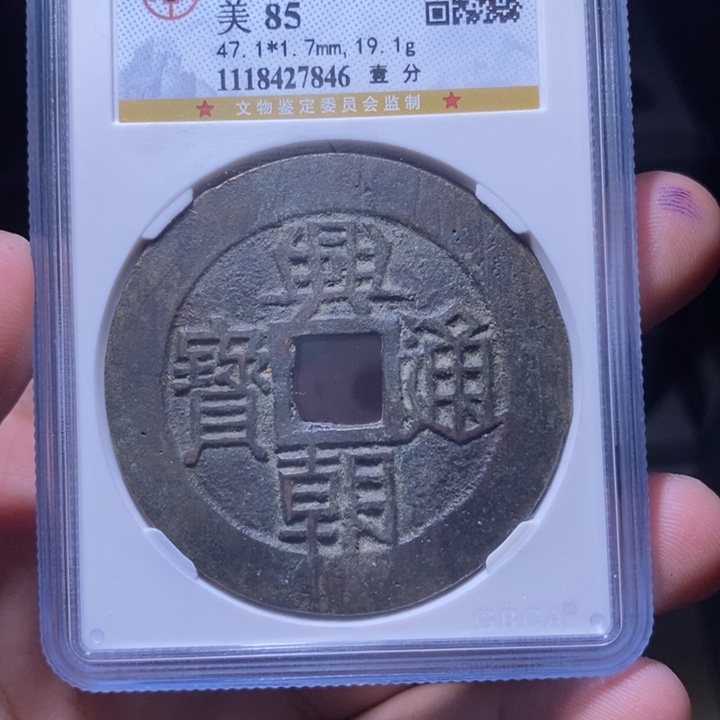 美 85
47.1*1.7mm, 19.1g
1118427846 壹分
文物鉴定委员会监制
興朝通寶
GBCA